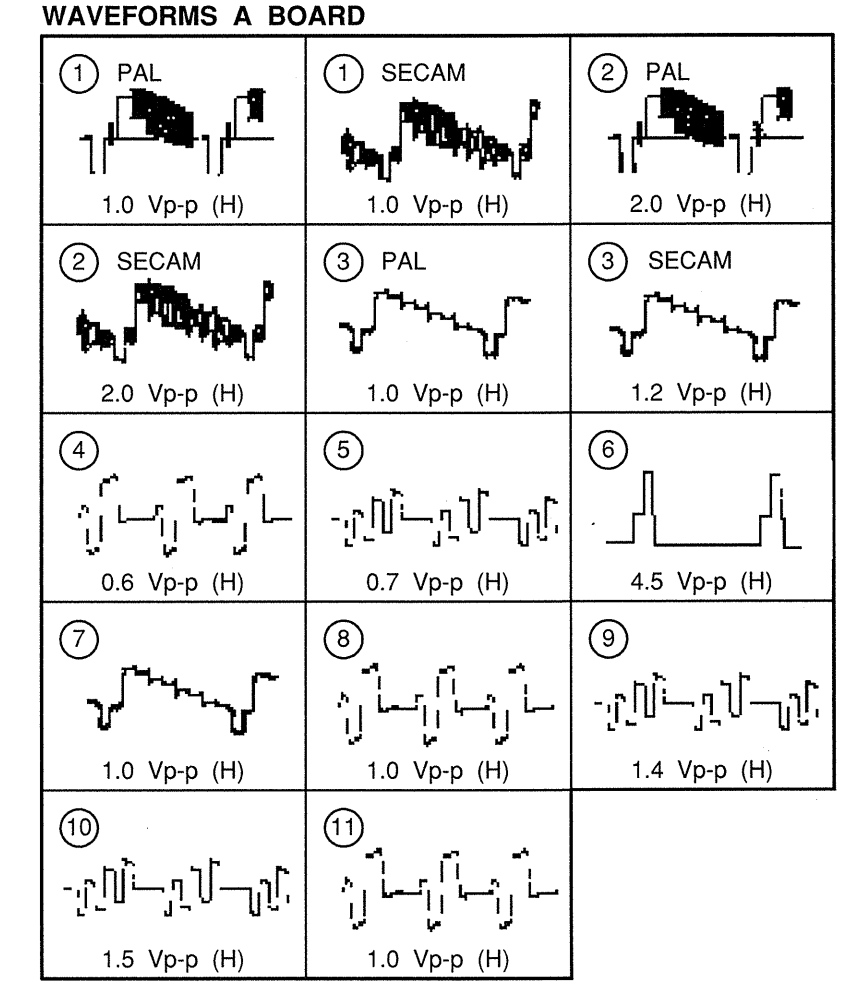 WAVEFORMS A BOARD
1 PAL
1.0 Vp-p (H)
1 SECAM
1.0 Vp-p (H)
2 PAL
2.0 Vp-p (H)
2 SECAM
2.0 Vp-p (H)
3 PAL
1.0 Vp-p (H)
3 SECAM
1.2 Vp-p (H)
4
0.6 Vp-p (H)
5
0.7 Vp-p (H)
6
4.5 Vp-p (H)
7
1.0 Vp-p (H)
8
1.0 Vp-p (H)
9
1.4 Vp-p (H)
10
1.5 Vp-p (H)
11
1.0 Vp-p (H)